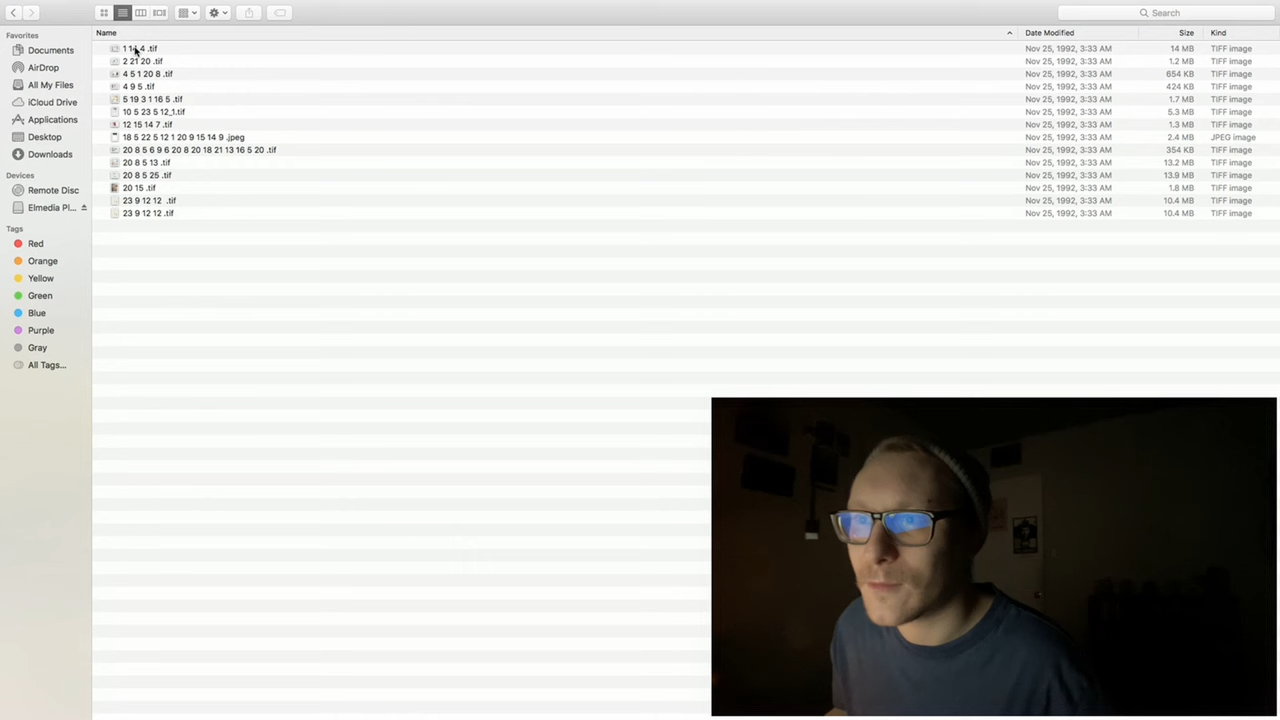 Search
Favorites
Documents
AirDrop
All My Files
iCloud Drive
Applications
Desktop
Downloads
Devices
Remote Disc
Elmedia Pl...
Tags
Red
Orange
Yellow
Green
Blue
Purple
Gray
All Tags...
Name Date Modified Size Kind
1 14 4 .tif Nov 25, 1992, 3:33 AM 14 MB TIFF image
2 21 20 .tif Nov 25, 1992, 3:33 AM 1.2 MB TIFF image
4 5 1 20 8 .tif Nov 25, 1992, 3:33 AM 654 KB TIFF image
4 9 5 .tif Nov 25, 1992, 3:33 AM 424 KB TIFF image
5 19 3 1 16 5 .tif Nov 25, 1992, 3:33 AM 1.7 MB TIFF image
10 5 23 5 12_1.tif Nov 25, 1992, 3:33 AM 5.3 MB TIFF image
12 15 14 7 .tif Nov 25, 1992, 3:33 AM 1.3 MB TIFF image
18 5 22 5 12 1 20 9 15 14 9 .jpeg Nov 25, 1992, 3:33 AM 2.4 MB JPEG image
20 8 5 6 9 6 20 8 20 18 21 13 16 5 20 .tif Nov 25, 1992, 3:33 AM 354 KB TIFF image
20 8 5 13 .tif Nov 25, 1992, 3:33 AM 13.2 MB TIFF image
20 8 5 25 .tif Nov 25, 1992, 3:33 AM 13.9 MB TIFF image
20 15 .tif Nov 25, 1992, 3:33 AM 1.8 MB TIFF image
23 9 12 12  .tif Nov 25, 1992, 3:33 AM 10.4 MB TIFF image
23 9 12 12 .tif Nov 25, 1992, 3:33 AM 10.4 MB TIFF image